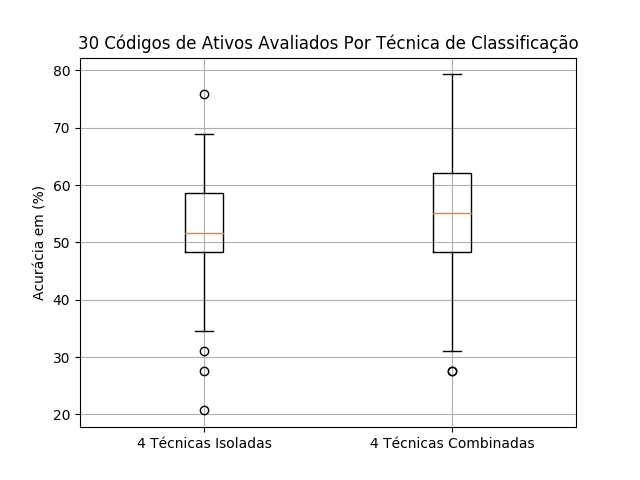 30 Códigos de Ativos Avaliados Por Técnica de Classificação
Acurácia em (%)
80
70
60
50
40
30
20
4 Técnicas Isoladas
4 Técnicas Combinadas